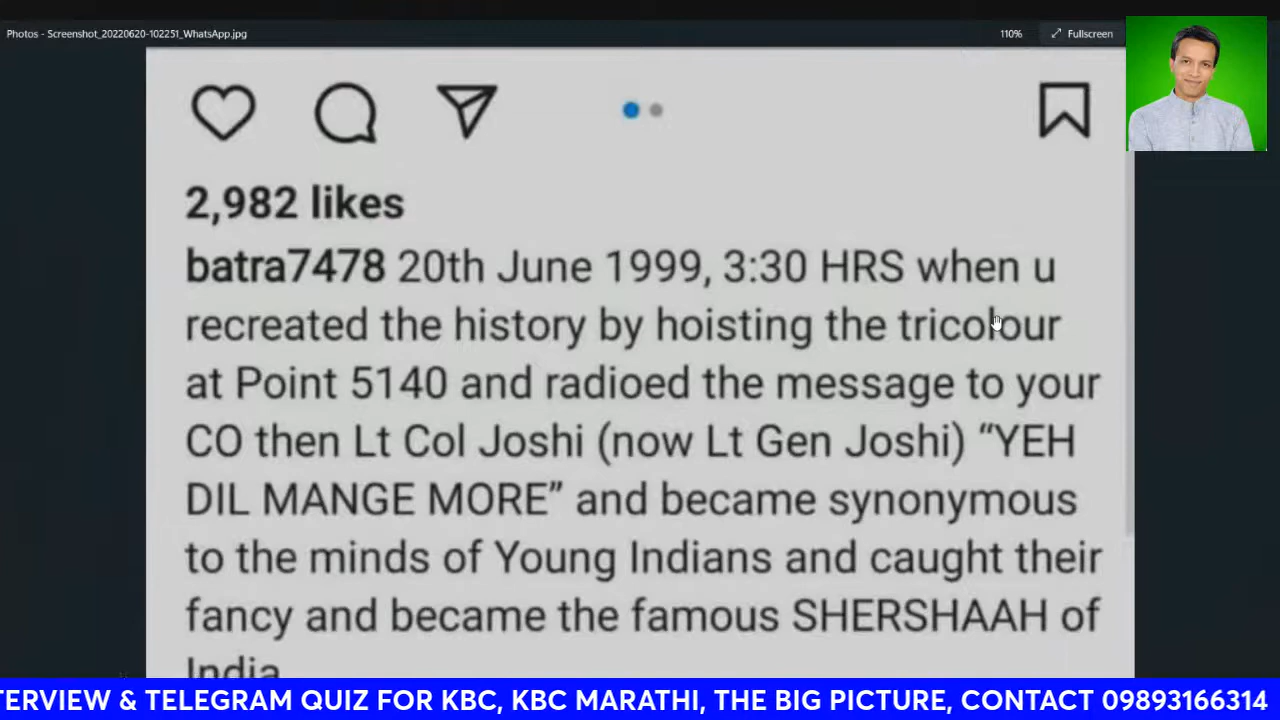 Photos - Screenshot_20220620-102251_WhatsApp.jpg
110%
Fullscreen
2,982 likes
batra7478 20th June 1999, 3:30 HRS when u
recreated the history by hoisting the tricolour
at Point 5140 and radioed the message to your
CO then Lt Col Joshi (now Lt Gen Joshi) “YEH
DIL MANGE MORE” and became synonymous
to the minds of Young Indians and caught their
fancy and became the famous SHERSHAAH of
India
TERVIEW & TELEGRAM QUIZ FOR KBC, KBC MARATHI, THE BIG PICTURE, CONTACT 09893166314